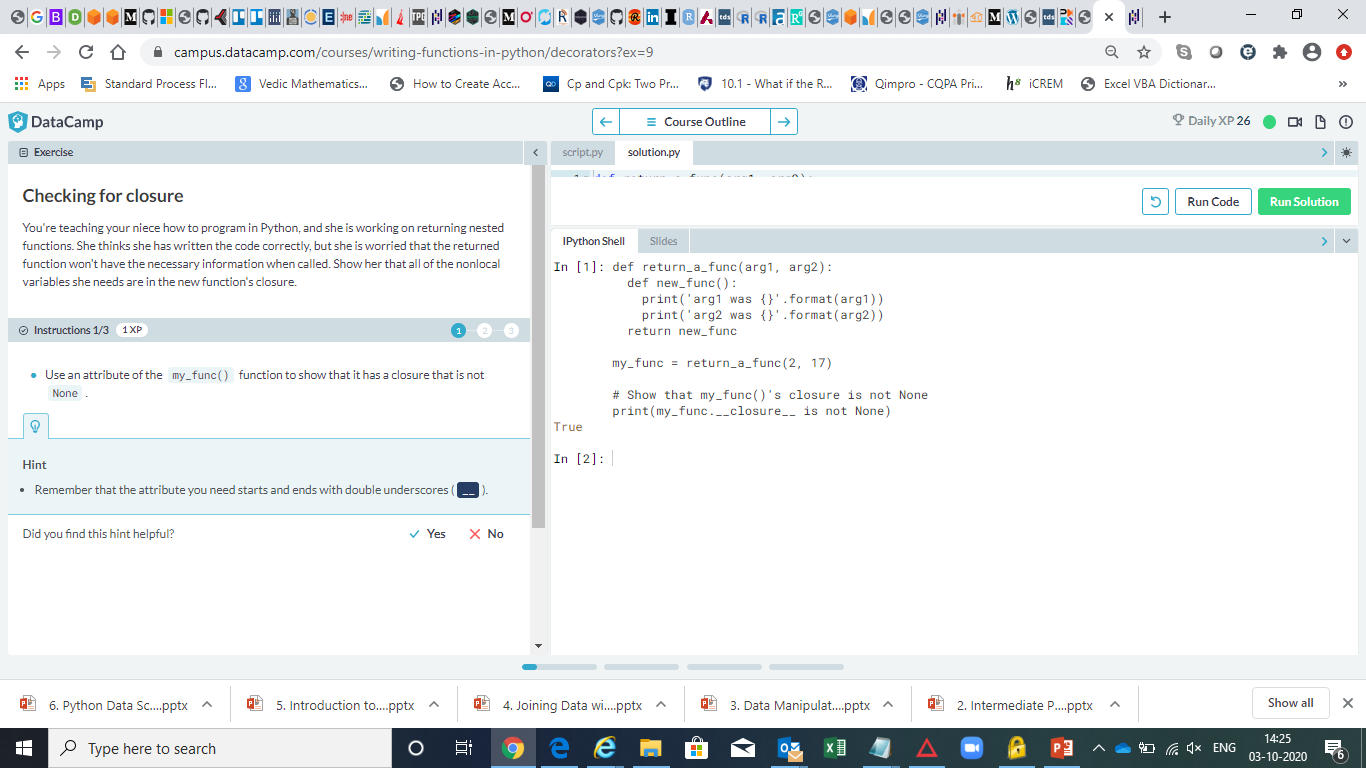 campus.datacamp.com/courses/writing-functions-in-python/decorators?ex=9
Apps
Standard Process Fl...
Vedic Mathematics...
How to Create Acc...
Cp and Cpk: Two Pr...
10.1 - What if the R...
Qimpro - CQPA Pri...
iCREM
Excel VBA Dictionar...
»
DataCamp
Course Outline
Daily XP 26
Exercise
script.py
solution.py
Checking for closure
You're teaching your niece how to program in Python, and she is working on returning nested
functions. She thinks she has written the code correctly, but she is worried that the returned
function won't have the necessary information when called. Show her that all of the nonlocal
variables she needs are in the new function's closure.
Instructions 1/3 1 XP
1 2 3
Use an attribute of the my_func() function to show that it has a closure that is not
None .
Hint
Remember that the attribute you need starts and ends with double underscores ( __ ).
Did you find this hint helpful?
Yes
No
Run Code
Run Solution
IPython Shell
Slides
In [1]: def return_a_func(arg1, arg2):
def new_func():
print('arg1 was {}'.format(arg1))
print('arg2 was {}'.format(arg2))
return new_func
my_func = return_a_func(2, 17)
# Show that my_func()'s closure is not None
print(my_func.__closure__ is not None)
True
In [2]:
6. Python Data Sc....pptx
5. Introduction to....pptx
4. Joining Data wi....pptx
3. Data Manipulat....pptx
2. Intermediate P....pptx
Show all
Type here to search
ENG
14:25
03-10-2020
6